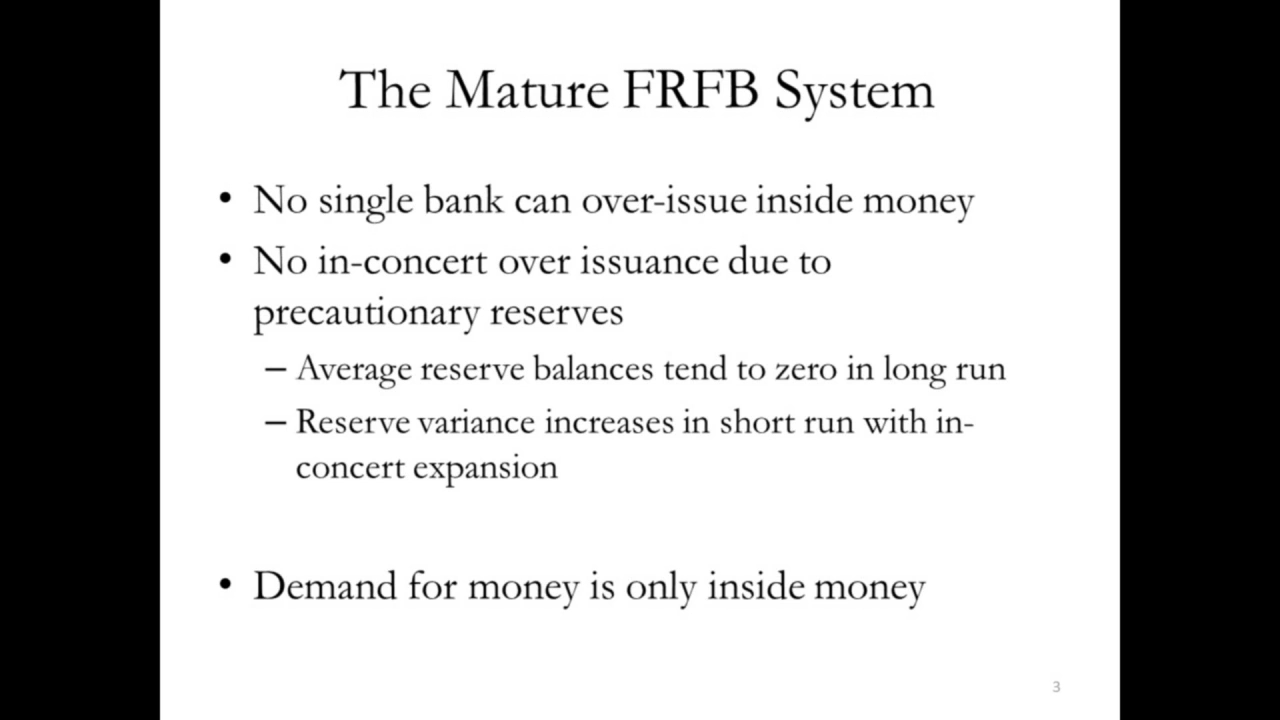 The Mature FRFB System
• No single bank can over-issue inside money
• No in-concert over issuance due to
precautionary reserves
– Average reserve balances tend to zero in long run
– Reserve variance increases in short run with in-
concert expansion
• Demand for money is only inside money
3